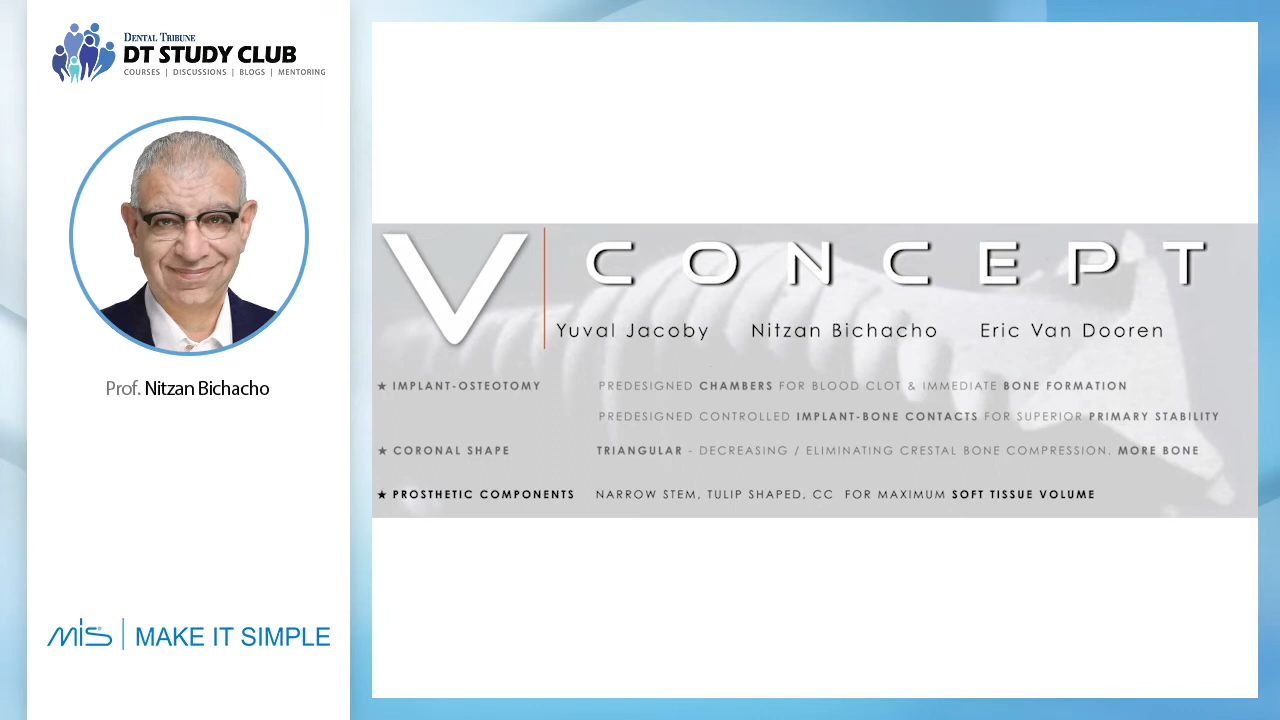 DENTAL TRIBUNE
DT STUDY CLUB
COURSES | DISCUSSIONS | BLOGS | MENTORING
Prof. Nitzan Bichacho
mis® | MAKE IT SIMPLE
V CONCEPT
Yuval Jacoby Nitzan Bichacho Eric Van Dooren
★ IMPLANT-OSTEOTOMY PREDESIGNED CHAMBERS FOR BLOOD CLOT & IMMEDIATE BONE FORMATION
PREDESIGNED CONTROLLED IMPLANT-BONE CONTACTS FOR SUPERIOR PRIMARY STABILITY
★ CORONAL SHAPE TRIANGULAR - DECREASING / ELIMINATING CRESTAL BONE COMPRESSION. MORE BONE
★ PROSTHETIC COMPONENTS NARROW STEM, TULIP SHAPED, CC FOR MAXIMUM SOFT TISSUE VOLUME